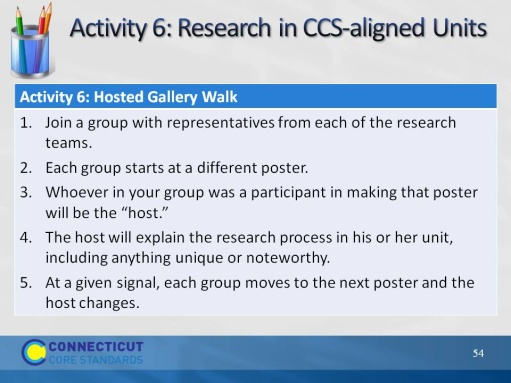 Activity 6: Research in CCS-aligned Units
Activity 6: Hosted Gallery Walk
1. Join a group with representatives from each of the research
teams.
2. Each group starts at a different poster.
3. Whoever in your group was a participant in making that poster
will be the “host.”
4. The host will explain the research process in his or her unit,
including anything unique or noteworthy.
5. At a given signal, each group moves to the next poster and the
host changes.
CONNECTICUT
CORE STANDARDS
54